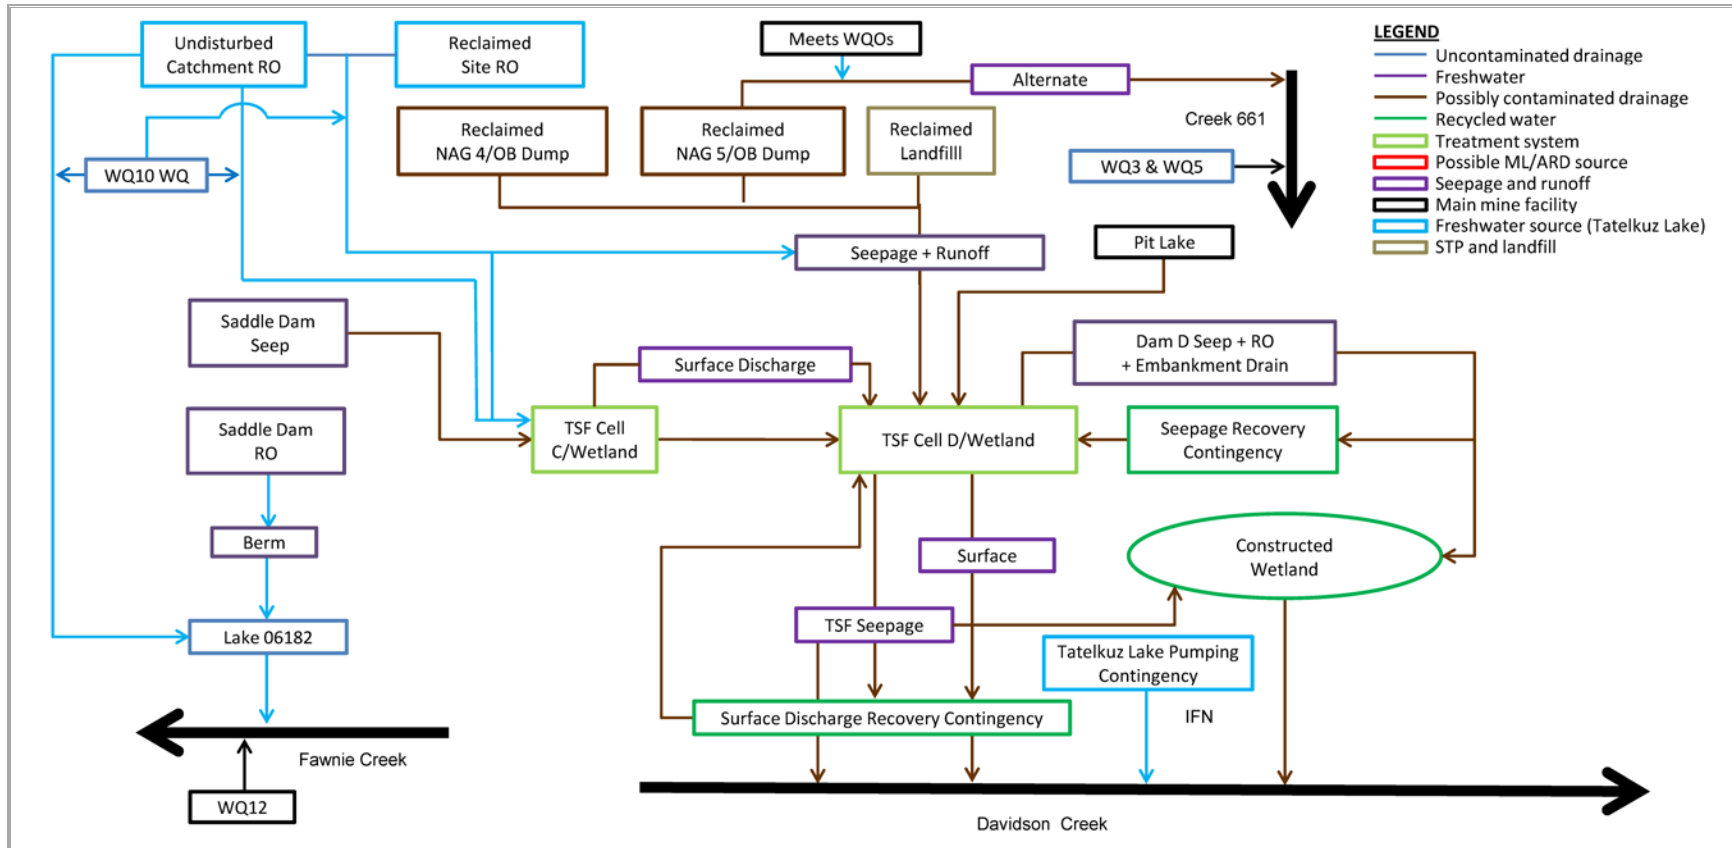 Undisturbed
Catchment RO
Reclaimed
Site RO
Meets WQOs
Alternate
Creek 661
LEGEND
Uncontaminated drainage
Freshwater
Possibly contaminated drainage
Recycled water
Treatment system
Possible ML/ARD source
Seepage and runoff
Main mine facility
Freshwater source (Tatelkuz Lake)
STP and landfill
Reclaimed
NAG 4/OB Dump
Reclaimed
NAG 5/OB Dump
Reclaimed
Landfilll
WQ10 WQ
WQ3 & WQ5
Seepage + Runoff
Pit Lake
Saddle Dam
Seep
Surface Discharge
Dam D Seep + RO
+ Embankment Drain
Saddle Dam
RO
TSF Cell
C/Wetland
TSF Cell D/Wetland
Seepage Recovery
Contingency
Berm
Surface
Constructed
Wetland
Lake 06182
TSF Seepage
Tatelkuz Lake Pumping
Contingency
Surface Discharge Recovery Contingency
IFN
Fawnie Creek
WQ12
Davidson Creek